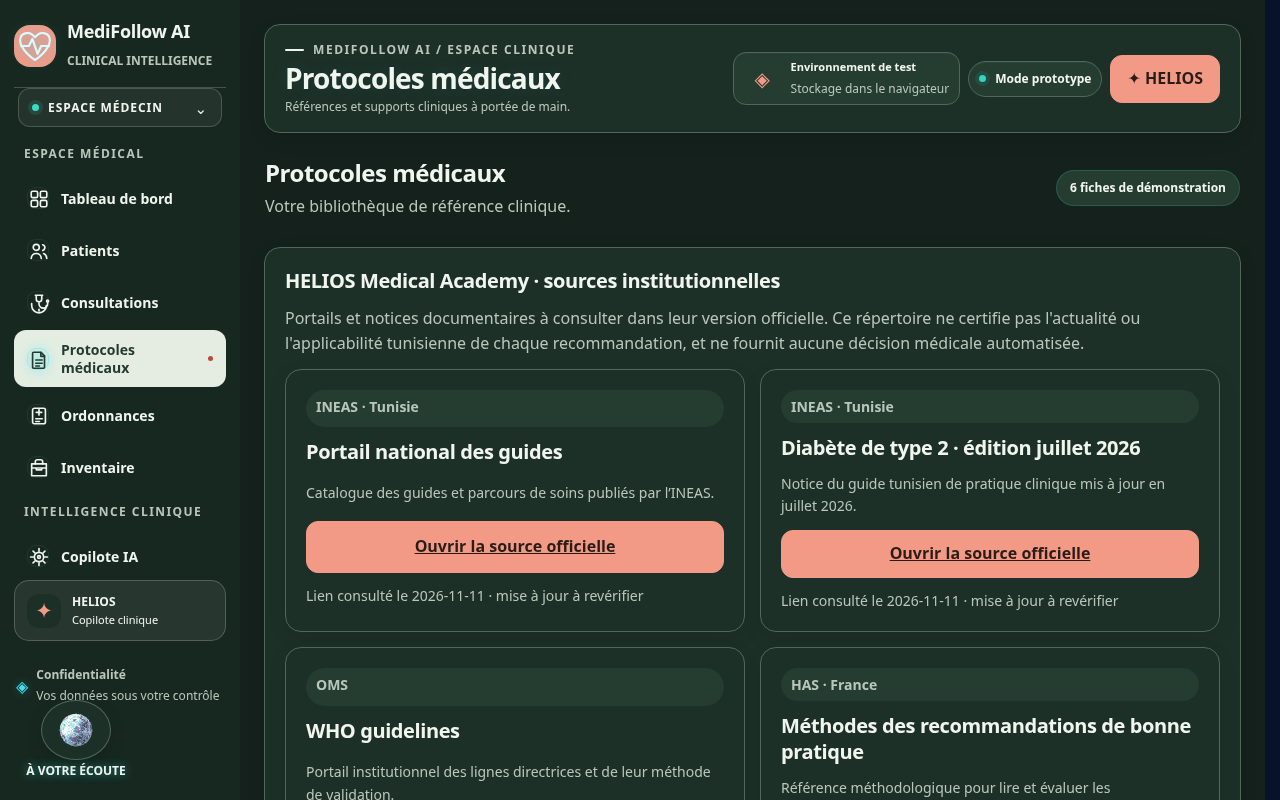 MediFollow AI
CLINICAL INTELLIGENCE
ESPACE MÉDECIN
ESPACE MÉDICAL
Tableau de bord
Patients
Consultations
Protocoles
médicaux
Ordonnances
Inventaire
INTELLIGENCE CLINIQUE
Copilote IA
HELIOS
Copilote clinique
Confidentialité
Vos données sous votre contrôle
À VOTRE ÉCOUTE
MEDIFOLLOW AI / ESPACE CLINIQUE
Protocoles médicaux
Références et supports cliniques à portée de main.
Environnement de test
Stockage dans le navigateur
Mode prototype
HELIOS
Protocoles médicaux
Votre bibliothèque de référence clinique.
6 fiches de démonstration
HELIOS Medical Academy · sources institutionnelles
Portails et notices documentaires à consulter dans leur version officielle. Ce répertoire ne certifie pas l'actualité ou
l'applicabilité tunisienne de chaque recommandation, et ne fournit aucune décision médicale automatisée.
INEAS · Tunisie
Portail national des guides
Catalogue des guides et parcours de soins publiés par l’INEAS.
Ouvrir la source officielle
Lien consulté le 2026-11-11 · mise à jour à revérifier
INEAS · Tunisie
Diabète de type 2 · édition juillet 2026
Notice du guide tunisien de pratique clinique mis à jour en
juillet 2026.
Ouvrir la source officielle
Lien consulté le 2026-11-11 · mise à jour à revérifier
OMS
WHO guidelines
Portail institutionnel des lignes directrices et de leur méthode
de validation.
HAS · France
Méthodes des recommandations de bonne
pratique
Référence méthodologique pour lire et évaluer les